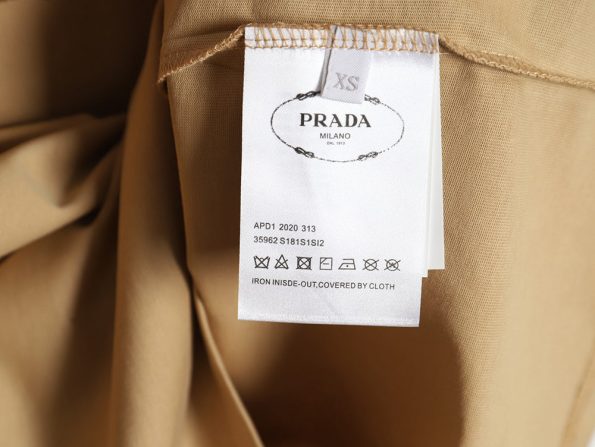 XS
PRADA
MILANO
DAL 1913
APD1 2020 313
35962 S181S1SI2
IRON INISDE-OUT,COVERED BY CLOTH